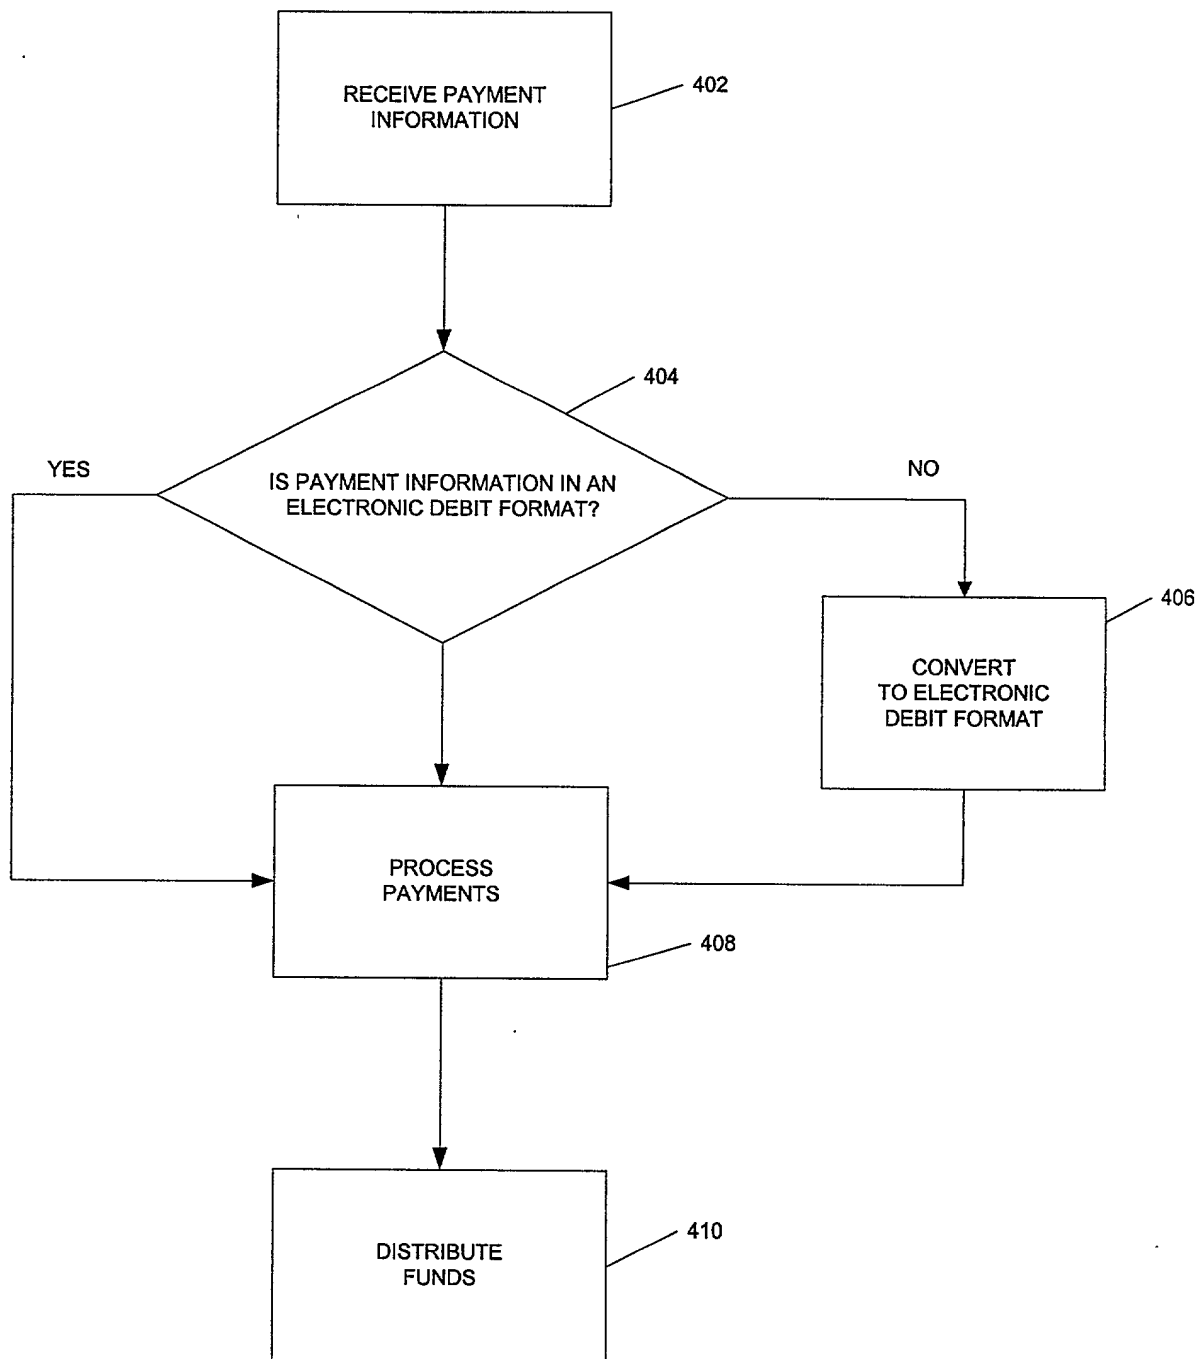 RECEIVE PAYMENT
INFORMATION
402
404
YES
IS PAYMENT INFORMATION IN AN
ELECTRONIC DEBIT FORMAT?
NO
406
CONVERT
TO ELECTRONIC
DEBIT FORMAT
PROCESS
PAYMENTS
408
410
DISTRIBUTE
FUNDS